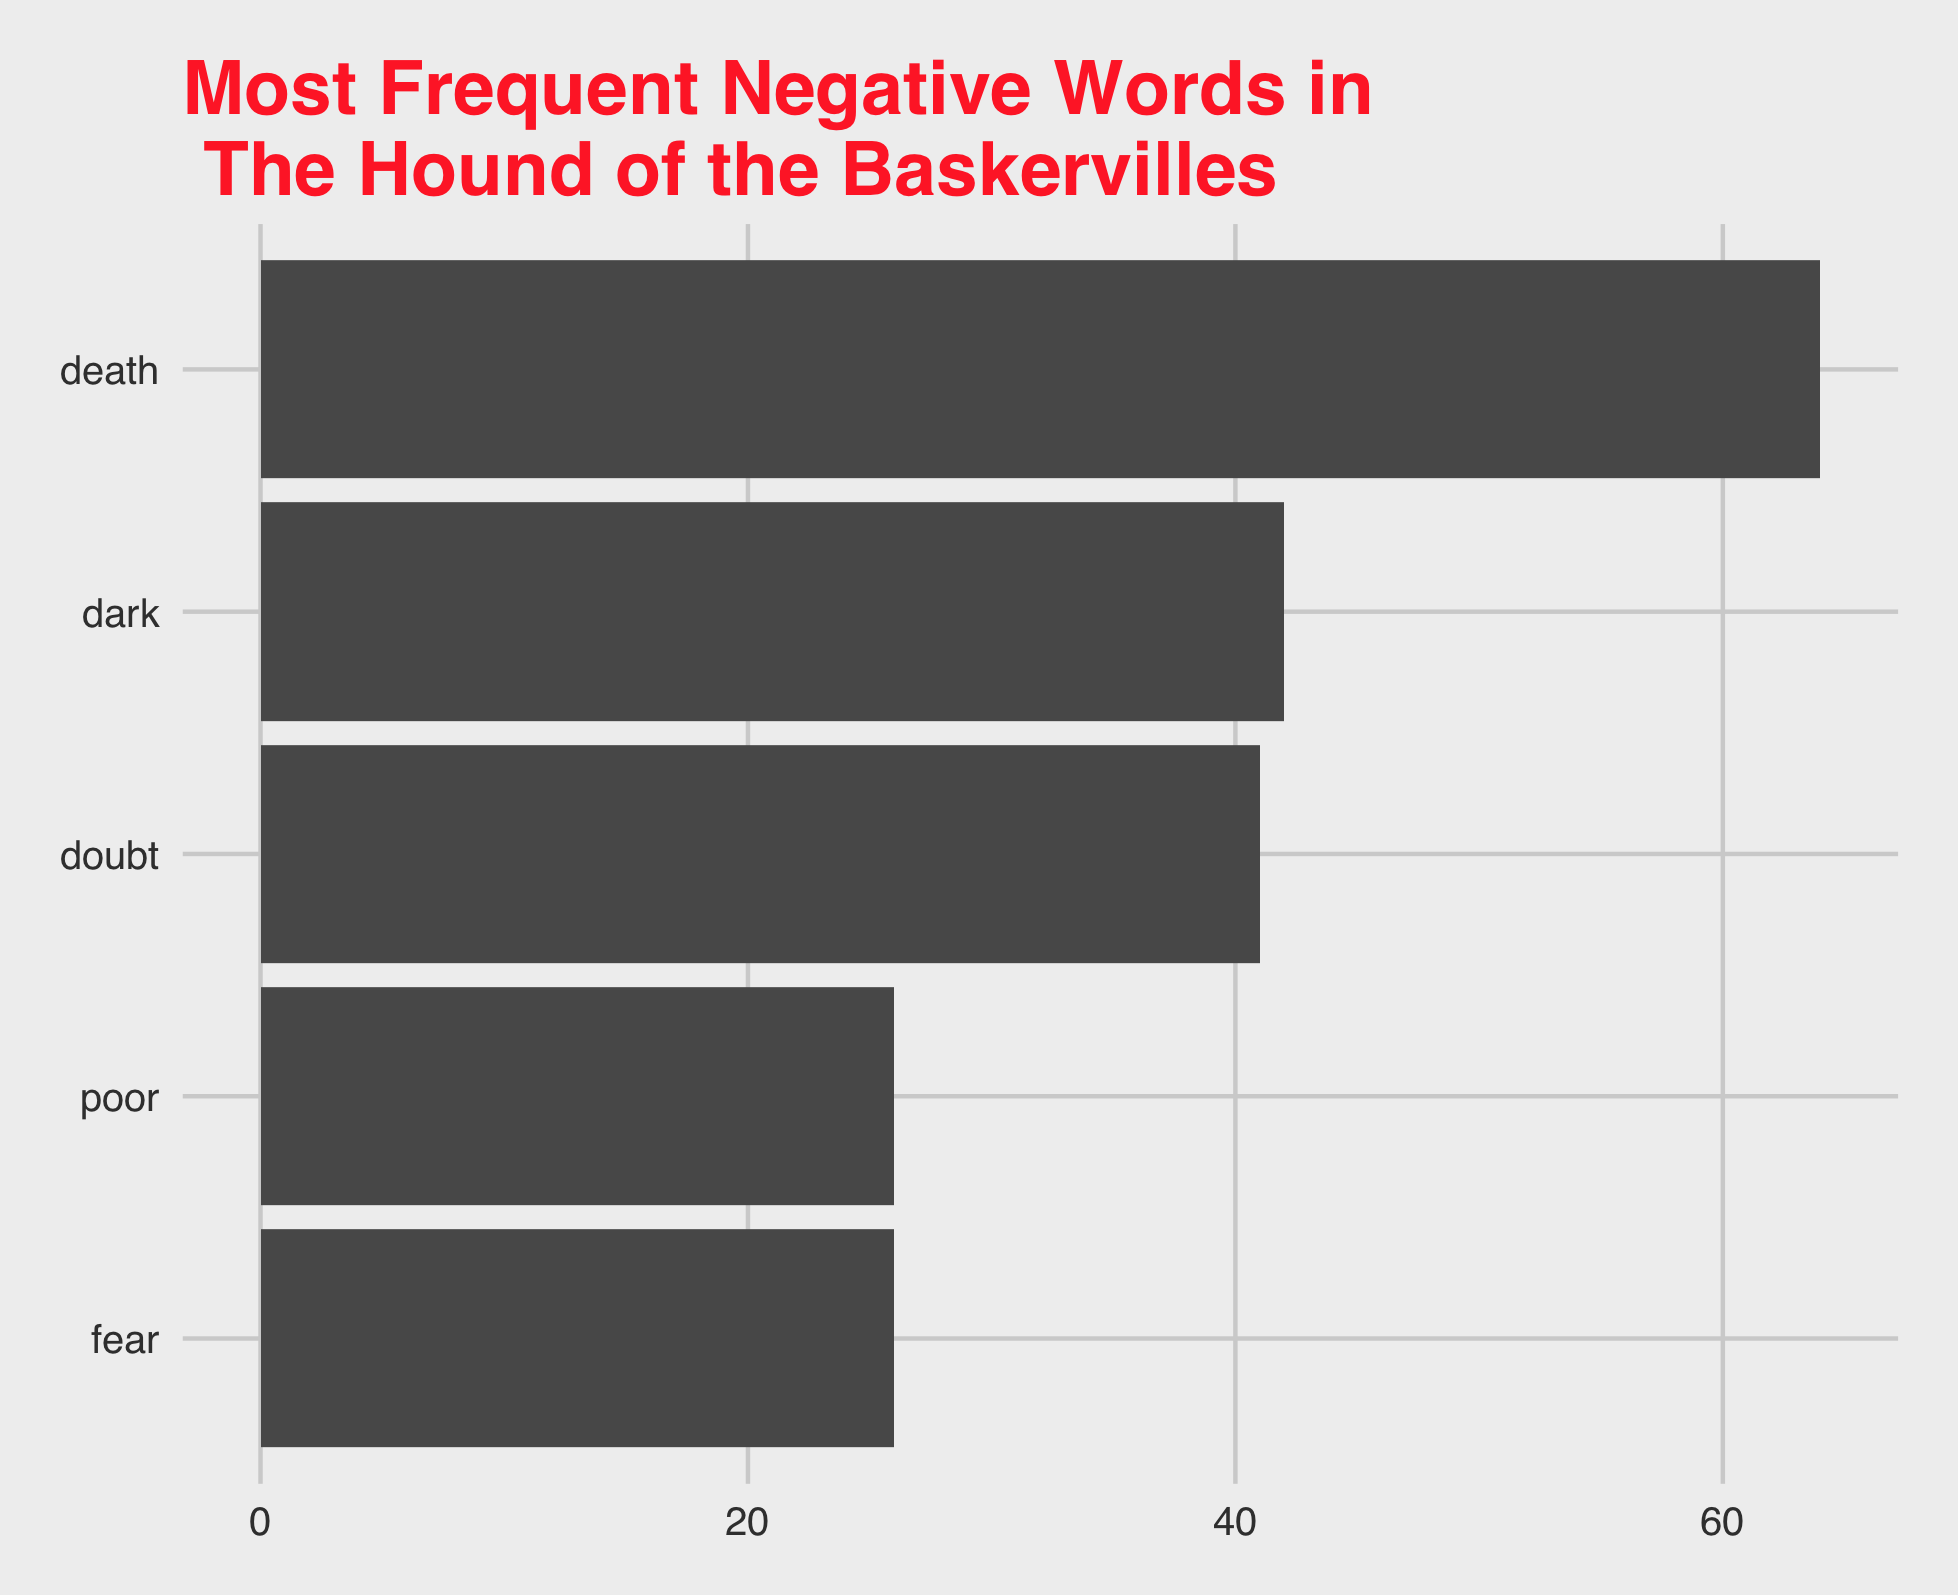 Most Frequent Negative Words in
The Hound of the Baskervilles
death
dark
doubt
poor
fear
0 20 40 60